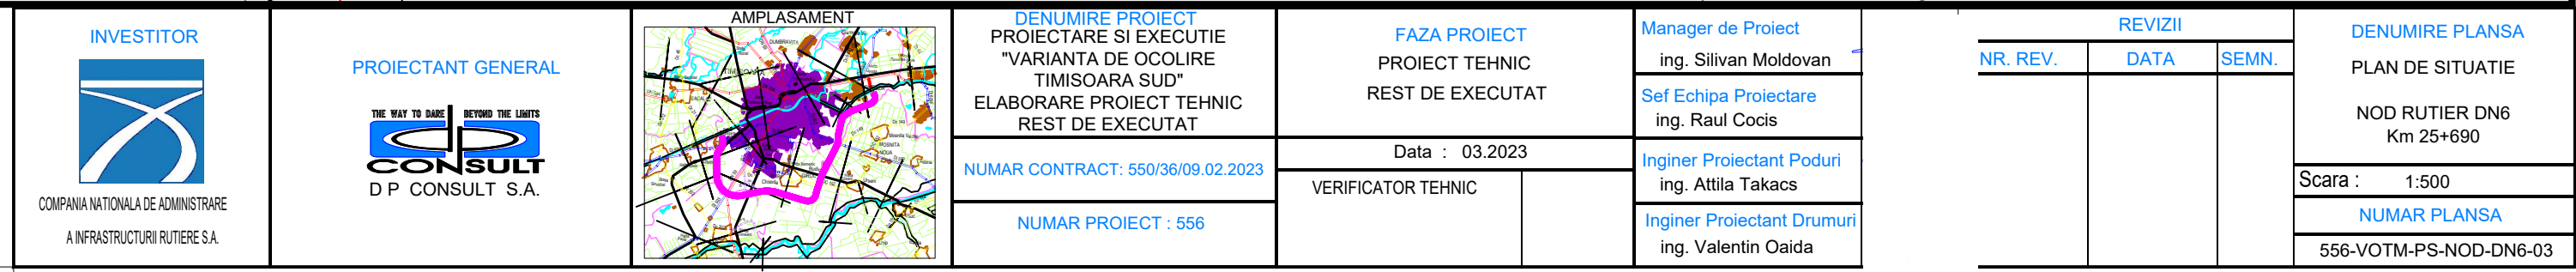 INVESTITOR
COMPANIA NATIONALA DE ADMINISTRARE
A INFRASTRUCTURII RUTIERE S.A.
PROIECTANT GENERAL
THE WAY TO DARE BEYOND THE LIMITS
CONSULT
D P CONSULT S.A.
AMPLASAMENT
DUMBRAVITA
TIMISOARA
MOSNITA
NOUA
DENUMIRE PROIECT
PROIECTARE SI EXECUTIE
"VARIANTA DE OCOLIRE
TIMISOARA SUD"
ELABORARE PROIECT TEHNIC
REST DE EXECUTAT
NUMAR CONTRACT: 550/36/09.02.2023
NUMAR PROIECT : 556
FAZA PROIECT
PROIECT TEHNIC
REST DE EXECUTAT
Data : 03.2023
VERIFICATOR TEHNIC
Manager de Proiect
ing. Silivan Moldovan
Sef Echipa Proiectare
ing. Raul Cocis
Inginer Proiectant Poduri
ing. Attila Takacs
Inginer Proiectant Drumuri
ing. Valentin Oaida
REVIZII
NR. REV. DATA SEMN.
DENUMIRE PLANSA
PLAN DE SITUATIE
NOD RUTIER DN6
Km 25+690
Scara : 1:500
NUMAR PLANSA
556-VOTM-PS-NOD-DN6-03